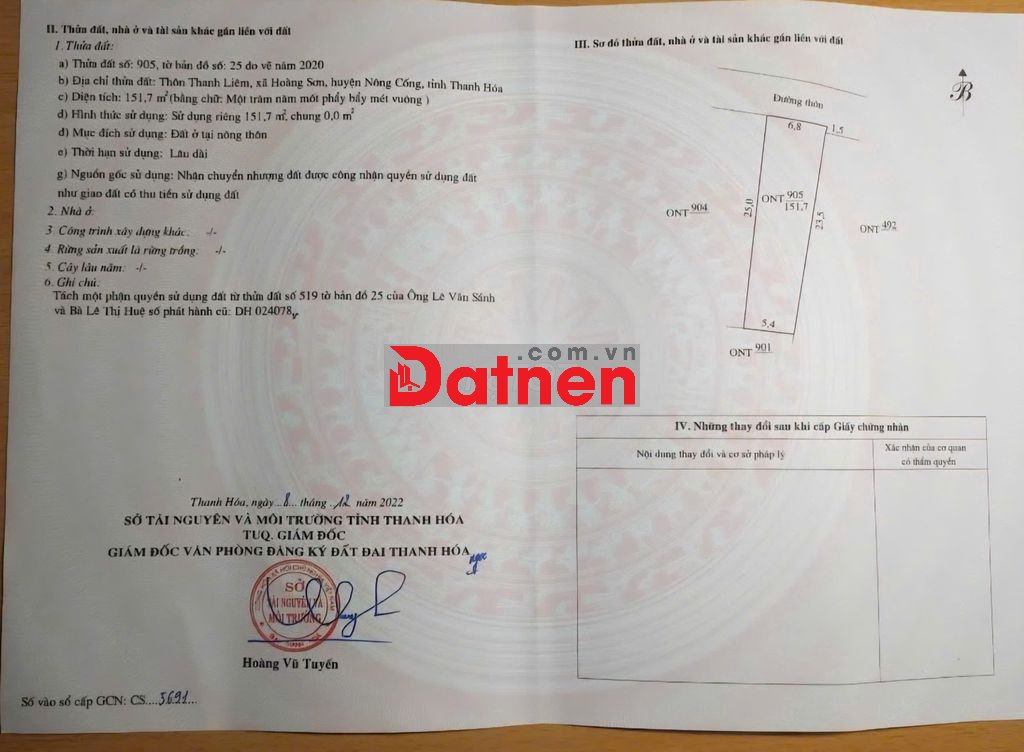 II. Thửa đất, nhà ở và tài sản khác gắn liền với đất
1. Thửa đất:
a) Thửa đất số: 905, tờ bản đồ số: 25 đo vẽ năm 2020
b) Địa chỉ thửa đất: Thôn Thanh Liêm, xã Hoàng Sơn, huyện Nông Cống, tỉnh Thanh Hóa
c) Diện tích: 151,7 m² (bằng chữ: Một trăm năm mốt phẩy bảy mét vuông )
d) Hình thức sử dụng: Sử dụng riêng 151,7 m², chung 0,0 m²
đ) Mục đích sử dụng: Đất ở tại nông thôn
e) Thời hạn sử dụng: Lâu dài
g) Nguồn gốc sử dụng: Nhận chuyển nhượng đất được công nhận quyền sử dụng đất
như giao đất có thu tiền sử dụng đất
2. Nhà ở:
3. Công trình xây dựng khác: -/-
4. Rừng sản xuất là rừng trồng: -/-
5. Cây lâu năm: -/-
6. Ghi chú:
Tách một phần quyền sử dụng đất từ thửa đất số 519 tờ bản đồ 25 của Ông Lê Văn Sánh
và Bà Lê Thị Huệ số phát hành cũ: DH 024078
Thanh Hóa, ngày ..8... tháng .12 năm 2022
SỞ TÀI NGUYÊN VÀ MÔI TRƯỜNG TỈNH THANH HÓA
TUQ. GIÁM ĐỐC
GIÁM ĐỐC VĂN PHÒNG ĐĂNG KÝ ĐẤT ĐAI THANH HÓA
SỞ
TÀI NGUYÊN VÀ
MÔI TRƯỜNG
Hoàng Vũ Tuyến
Số vào sổ cấp GCN: CS....5691...
III. Sơ đồ thửa đất, nhà ở và tài sản khác gắn liền với đất
B
Đường thôn
6,8
1,5
25,0
ONT 905
151,7
23,5
ONT 904
ONT 492
5,4
ONT 901
.com.vn
Datnen
IV. Những thay đổi sau khi cấp Giấy chứng nhận
Nội dung thay đổi và cơ sở pháp lý
Xác nhận của cơ quan
có thẩm quyền